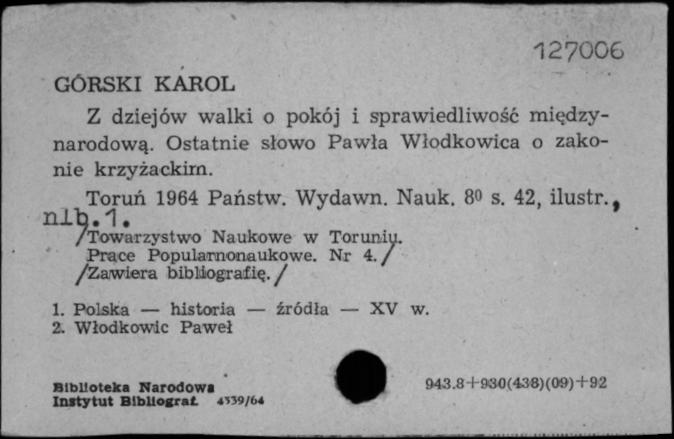 127006
GÓRSKI KAROL
Z dziejów walki o pokój i sprawiedliwość między-
narodową. Ostatnie słowo Pawła Włodkowica o zako-
nie krzyżackim.
Toruń 1964 Państw. Wydawn. Nauk. 8⁰ s. 42, ilustr.,
nlb.1.
/Towarzystwo Naukowe w Toruniu.
Prace Popularnonaukowe. Nr 4./
/Zawiera bibliografię./
1. Polska — historia — źródła — XV w.
2. Włodkowic Paweł
Biblioteka Narodowa
Instytut Bibliograf. 4339/64
943.8+930(438)(09)+92